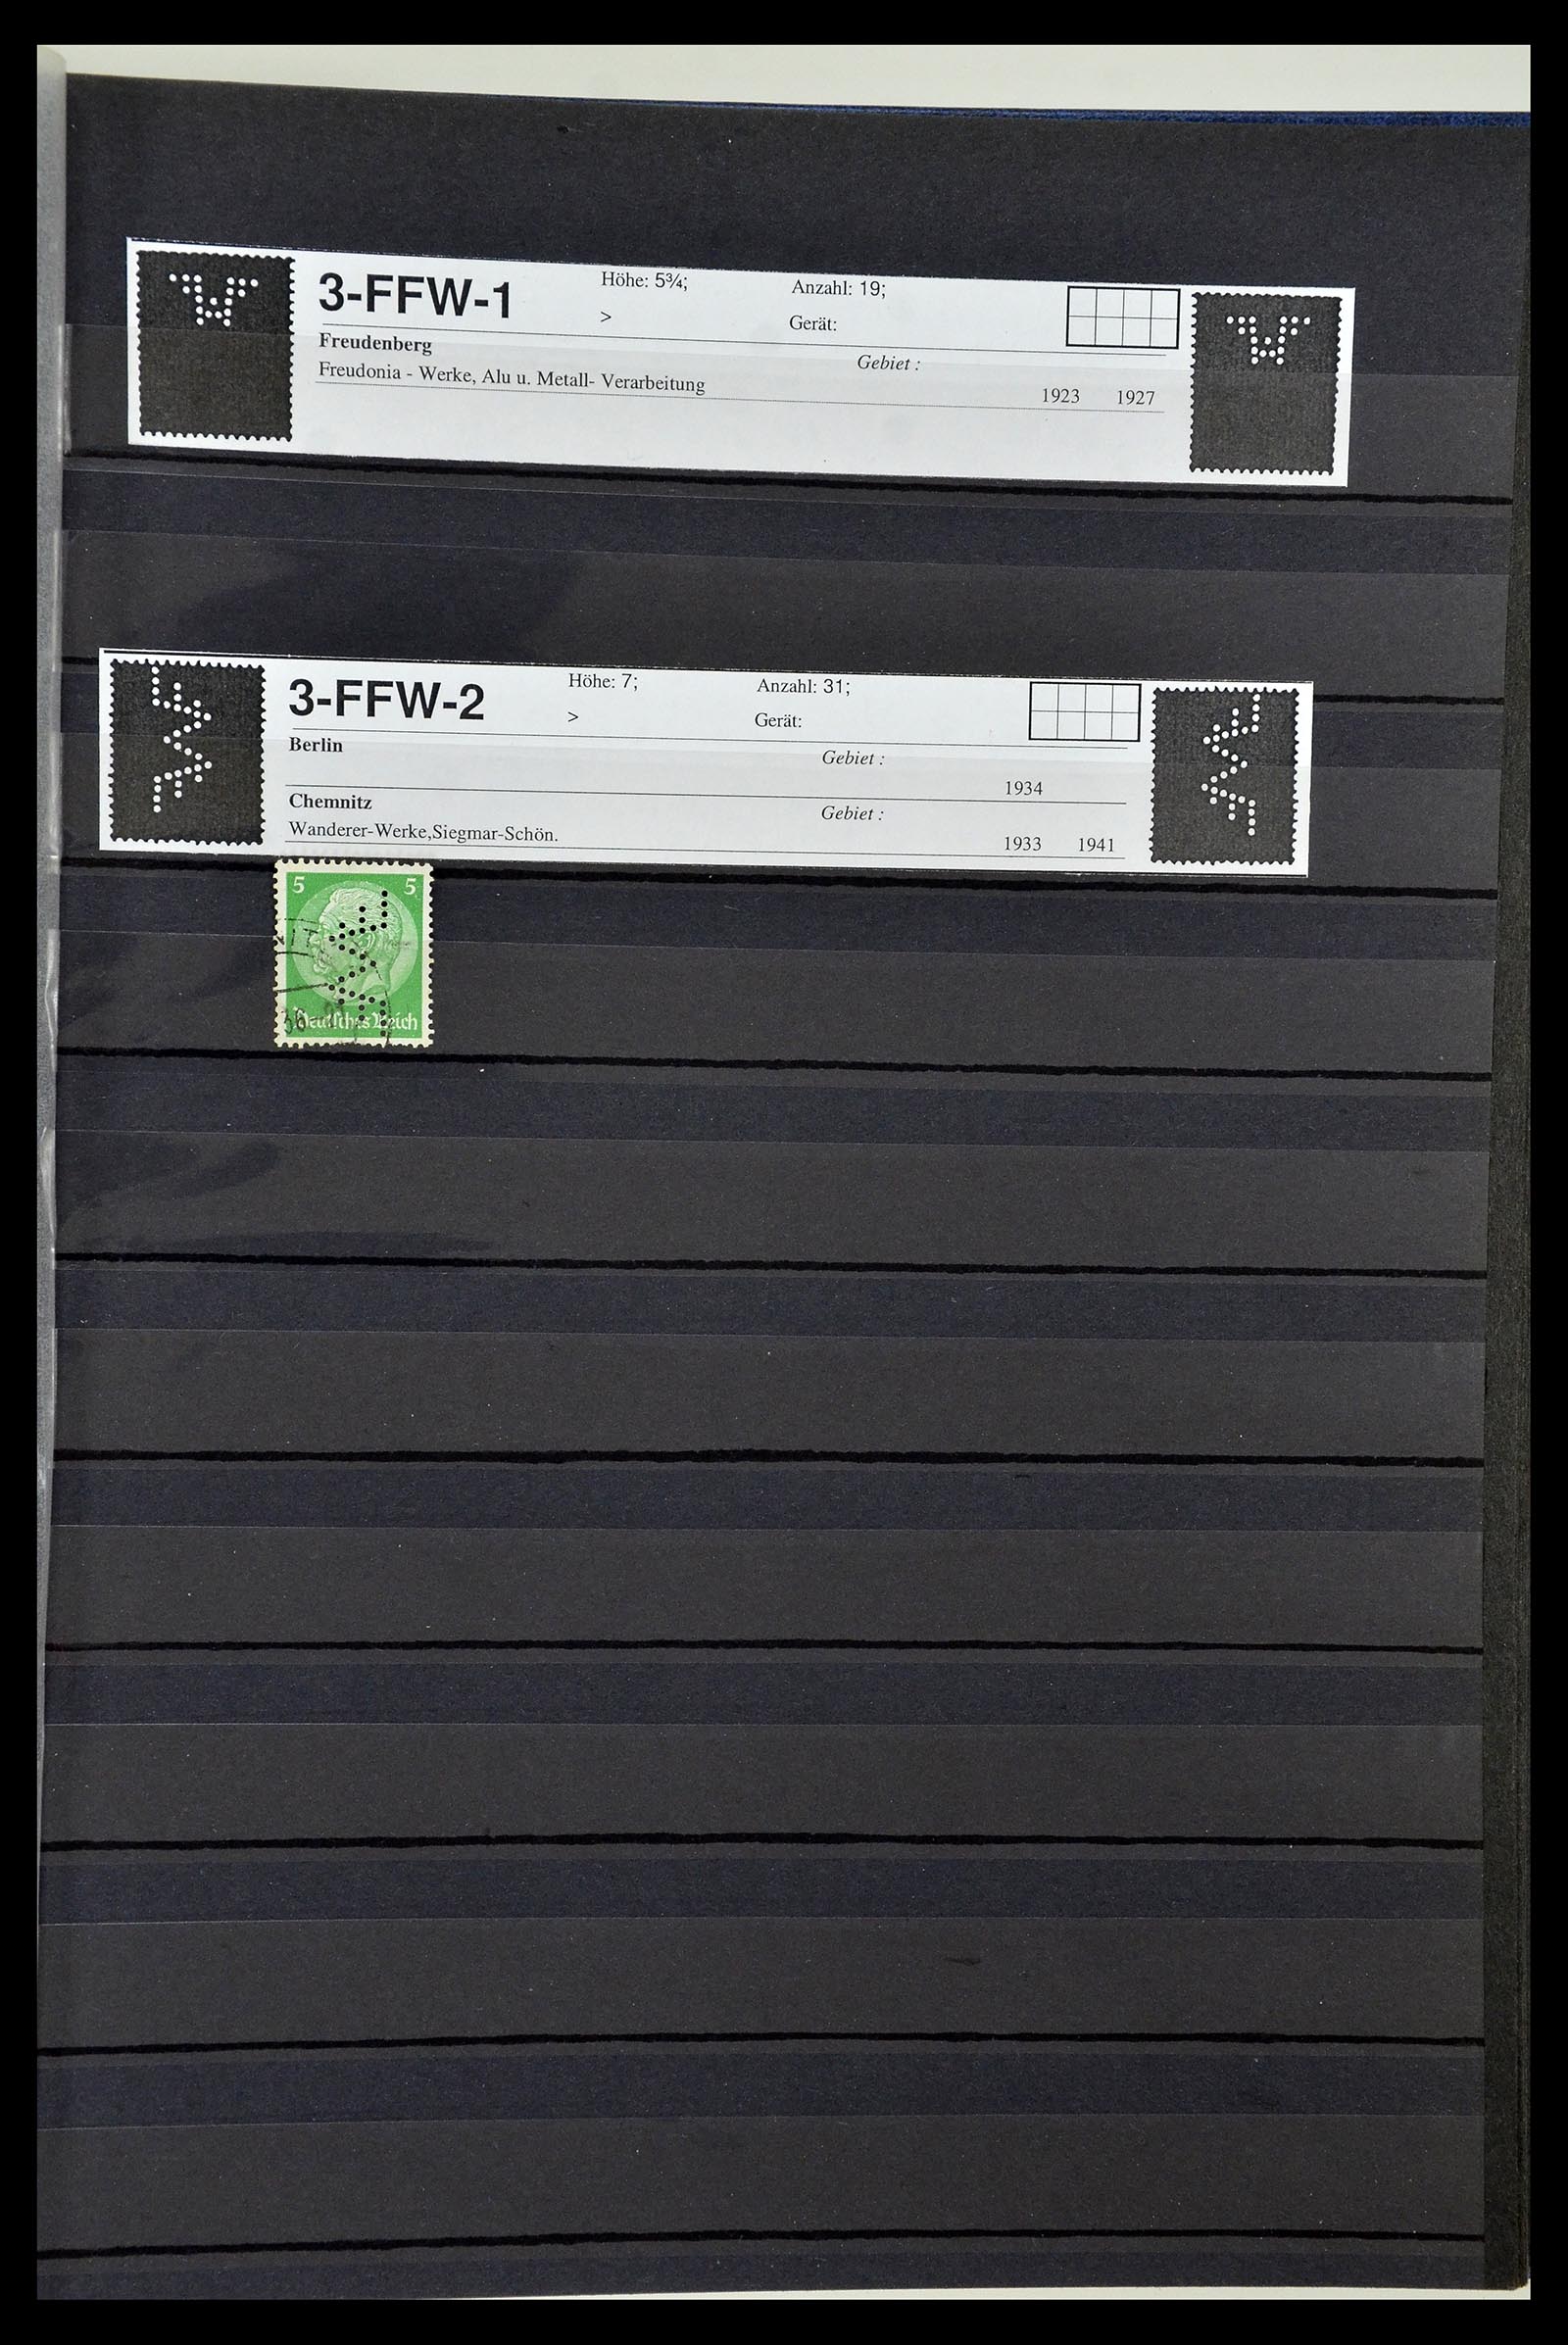 3-FFW-1
Höhe: 5¾;
Anzahl: 19;
>
Gerät:
Freudenberg
Gebiet :
Freudonia - Werke, Alu u. Metall- Verarbeitung
1923 1927
3-FFW-2
Höhe: 7;
Anzahl: 31;
>
Gerät:
Berlin
Gebiet :
1934
Chemnitz
Gebiet :
Wanderer-Werke,Siegmar-Schön.
1933 1941
5 5
Deutsches Reich